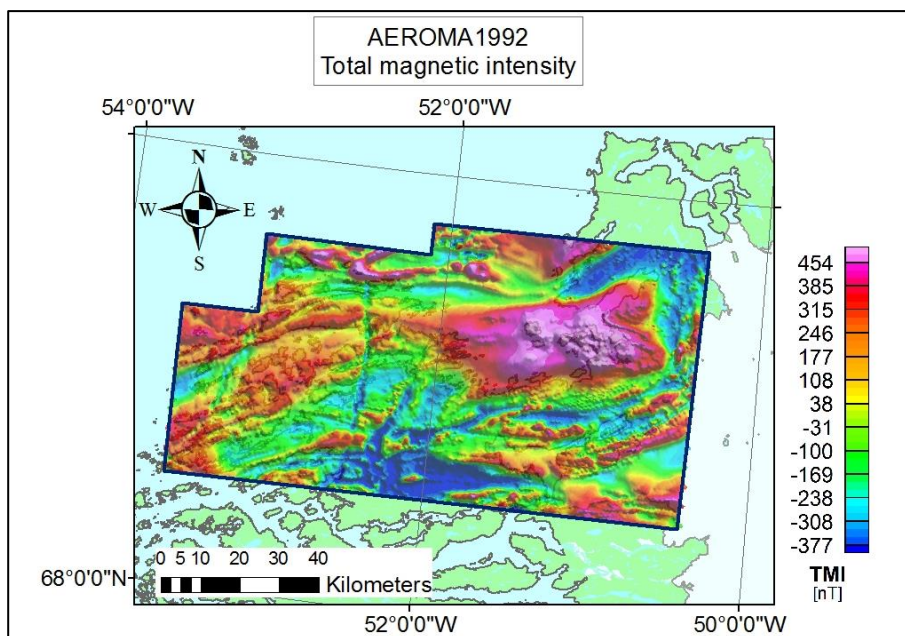 AEROMA1992
Total magnetic intensity
54°0'0"W
52°0'0"W
N
W
E
S
454
385
315
246
177
108
38
-31
-100
-169
-238
-308
-377
TMI
[nT]
0 5 10 20 30 40
Kilometers
68°0'0"N
52°0'0"W
50°0'0"W